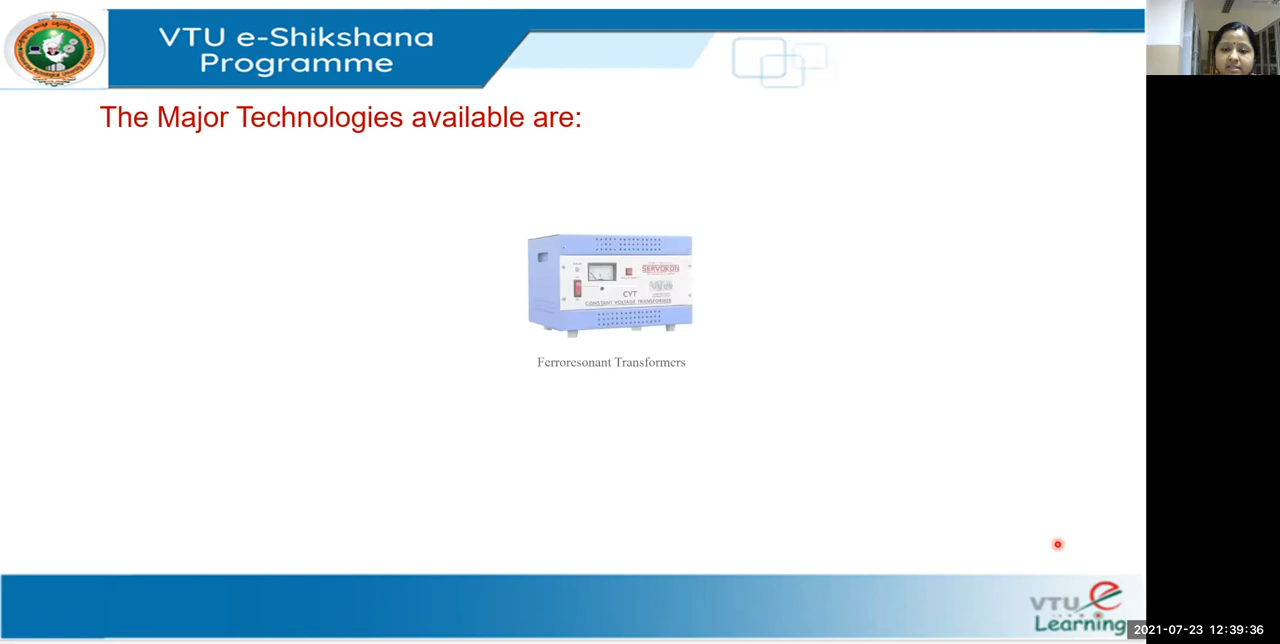 VTU e-Shikshana
Programme
The Major Technologies available are:
SERVOKON
CVT
CONSTANT VOLTAGE TRANSFORMER
Ferroresonant Transformers
VTU e
Learning
2021-07-23 12:39:36